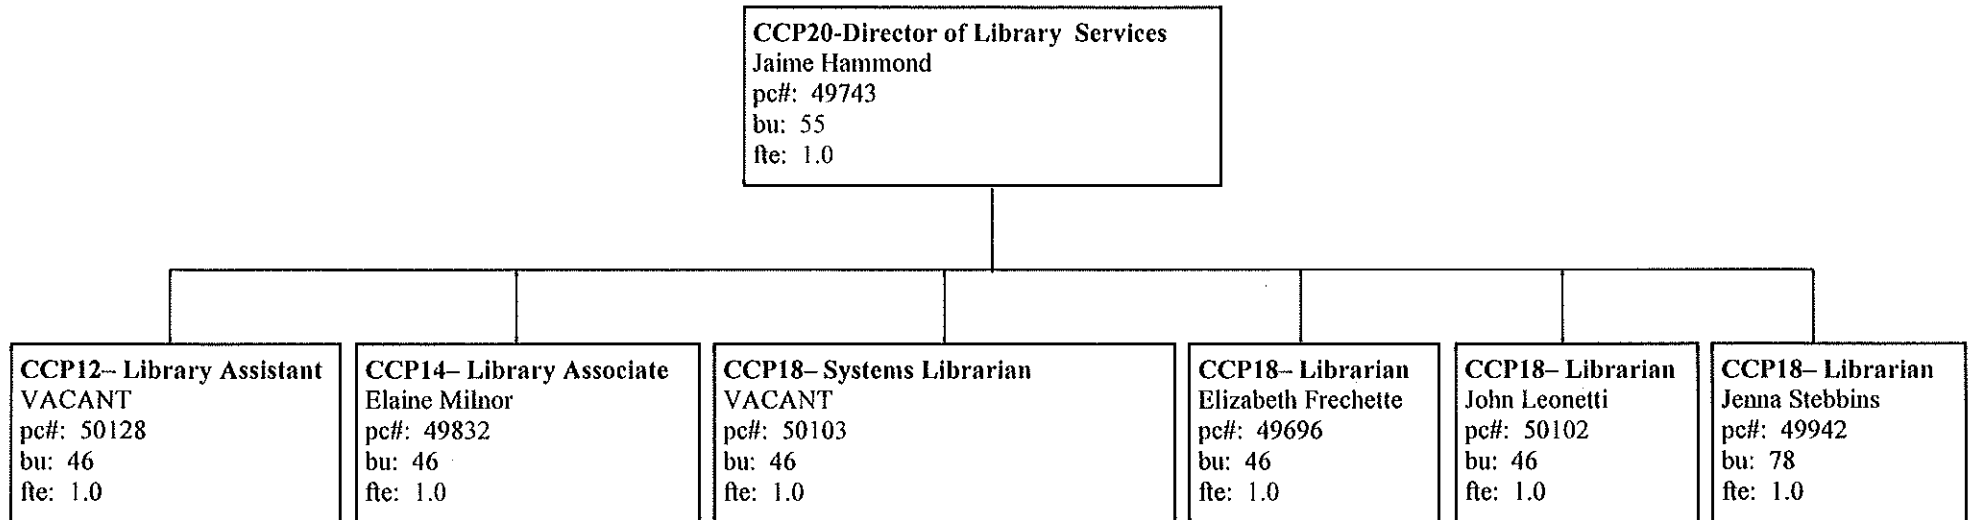 CCP20-Director of Library Services
Jaime Hammond
pc#: 49743
bu: 55
fte: 1.0
CCP12– Library Assistant
VACANT
pc#: 50128
bu: 46
fte: 1.0
CCP14– Library Associate
Elaine Milnor
pc#: 49832
bu: 46
fte: 1.0
CCP18– Systems Librarian
VACANT
pc#: 50103
bu: 46
fte: 1.0
CCP18– Librarian
Elizabeth Frechette
pc#: 49696
bu: 46
fte: 1.0
CCP18– Librarian
John Leonetti
pc#: 50102
bu: 46
fte: 1.0
CCP18– Librarian
Jenna Stebbins
pc#: 49942
bu: 78
fte: 1.0